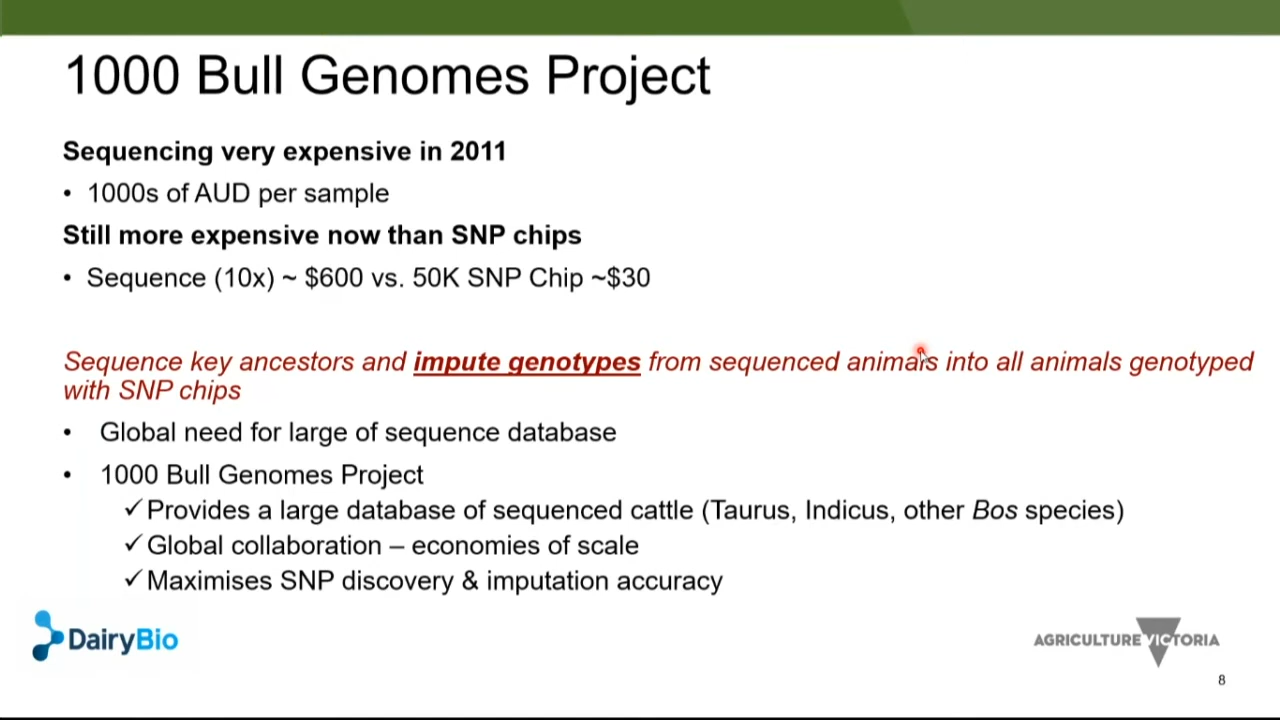 1000 Bull Genomes Project
Sequencing very expensive in 2011
• 1000s of AUD per sample
Still more expensive now than SNP chips
• Sequence (10x) ~ $600 vs. 50K SNP Chip ~$30
Sequence key ancestors and impute genotypes from sequenced animals into all animals genotyped
with SNP chips
• Global need for large of sequence database
• 1000 Bull Genomes Project
✓Provides a large database of sequenced cattle (Taurus, Indicus, other Bos species)
✓Global collaboration – economies of scale
✓Maximises SNP discovery & imputation accuracy
DairyBio
AGRICULTURE VICTORIA
8